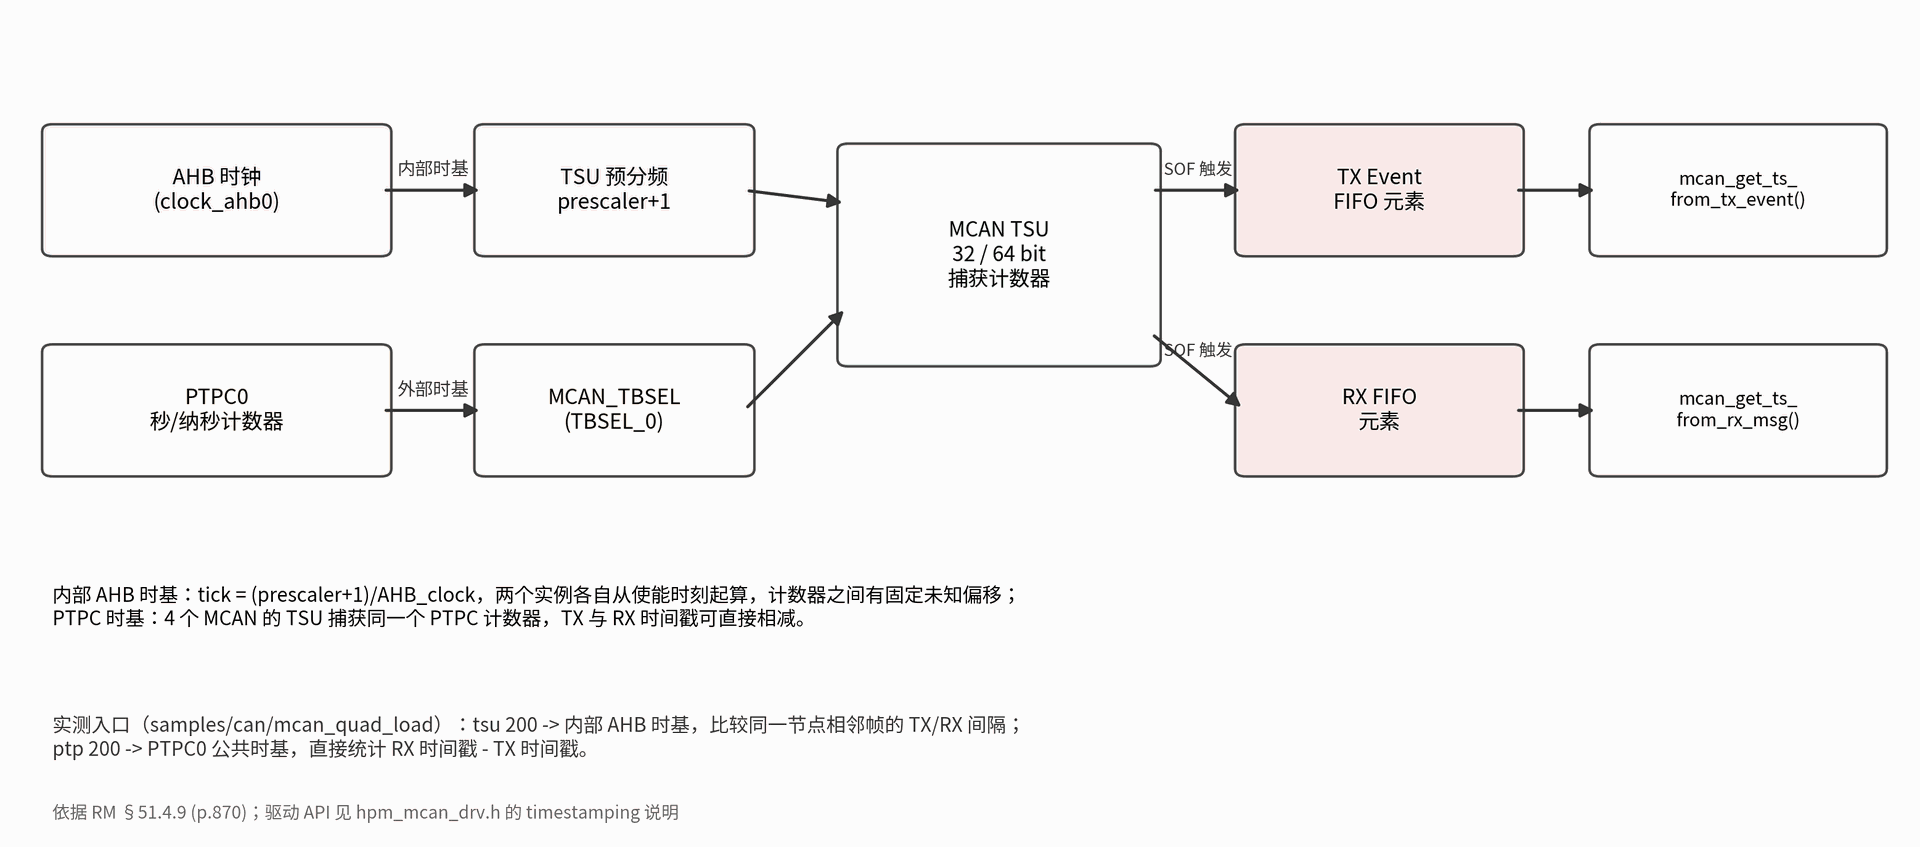 AHB 时钟
(clock_ahb0)
内部时基
TSU 预分频
prescaler+1
MCAN TSU
32 / 64 bit
捕获计数器
SOF 触发
TX Event
FIFO 元素
mcan_get_ts_
from_tx_event()
PTPC0
秒/纳秒计数器
外部时基
MCAN_TBSEL
(TBSEL_0)
SOF 触发
RX FIFO
元素
mcan_get_ts_
from_rx_msg()
内部 AHB 时基：tick = (prescaler+1)/AHB_clock，两个实例各自从使能时刻起算，计数器之间有固定未知偏移；
PTPC 时基：4 个 MCAN 的 TSU 捕获同一个 PTPC 计数器，TX 与 RX 时间戳可直接相减。
实测入口（samples/can/mcan_quad_load）：tsu 200 -> 内部 AHB 时基，比较同一节点相邻帧的 TX/RX 间隔；
ptp 200 -> PTPC0 公共时基，直接统计 RX 时间戳 - TX 时间戳。
依据 RM §51.4.9 (p.870)；驱动 API 见 hpm_mcan_drv.h 的 timestamping 说明